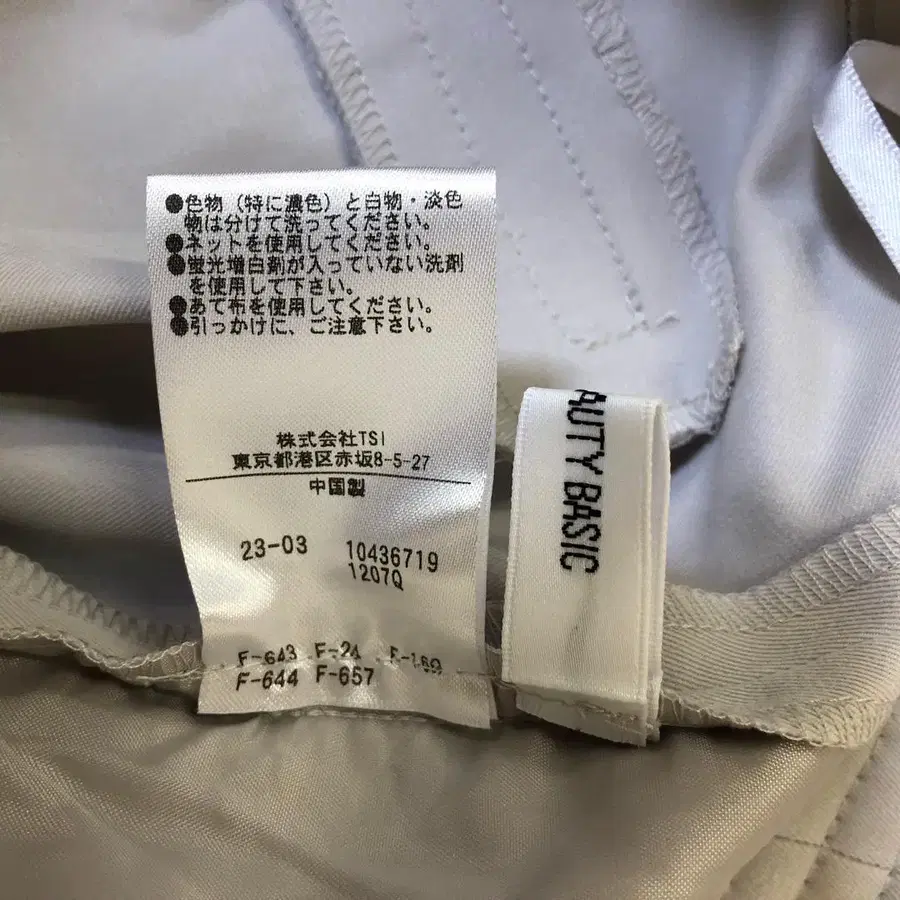 ●色物(特に濃色)と白物・淡色
物は分けて洗ってください。
●ネットを使用してください。
●蛍光増白剤が入っていない洗剤
を使用して下さい。
●あて布を使用してください。
●引っかけに、ご注意下さい。
株式会社TSI
東京都港区赤坂8-5-27
中国製
23-03 10436719
1207Q
F-643 F-24 F-169
F-644 F-657
AUTY BASIC